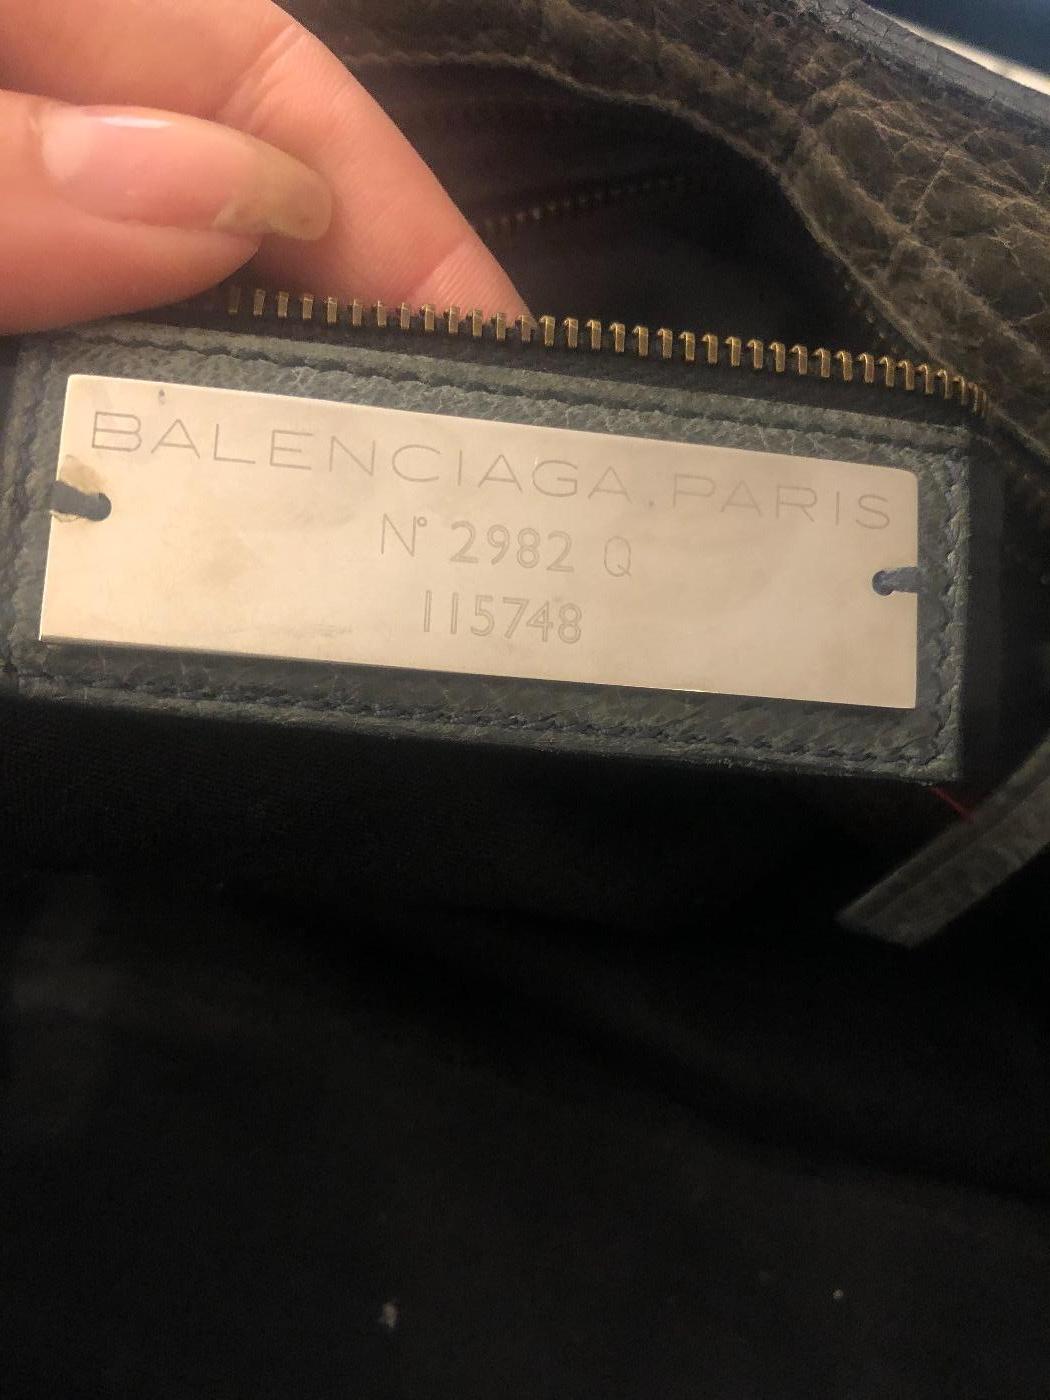 BALENCIAGA.PARIS
N° 2982 Q
115748